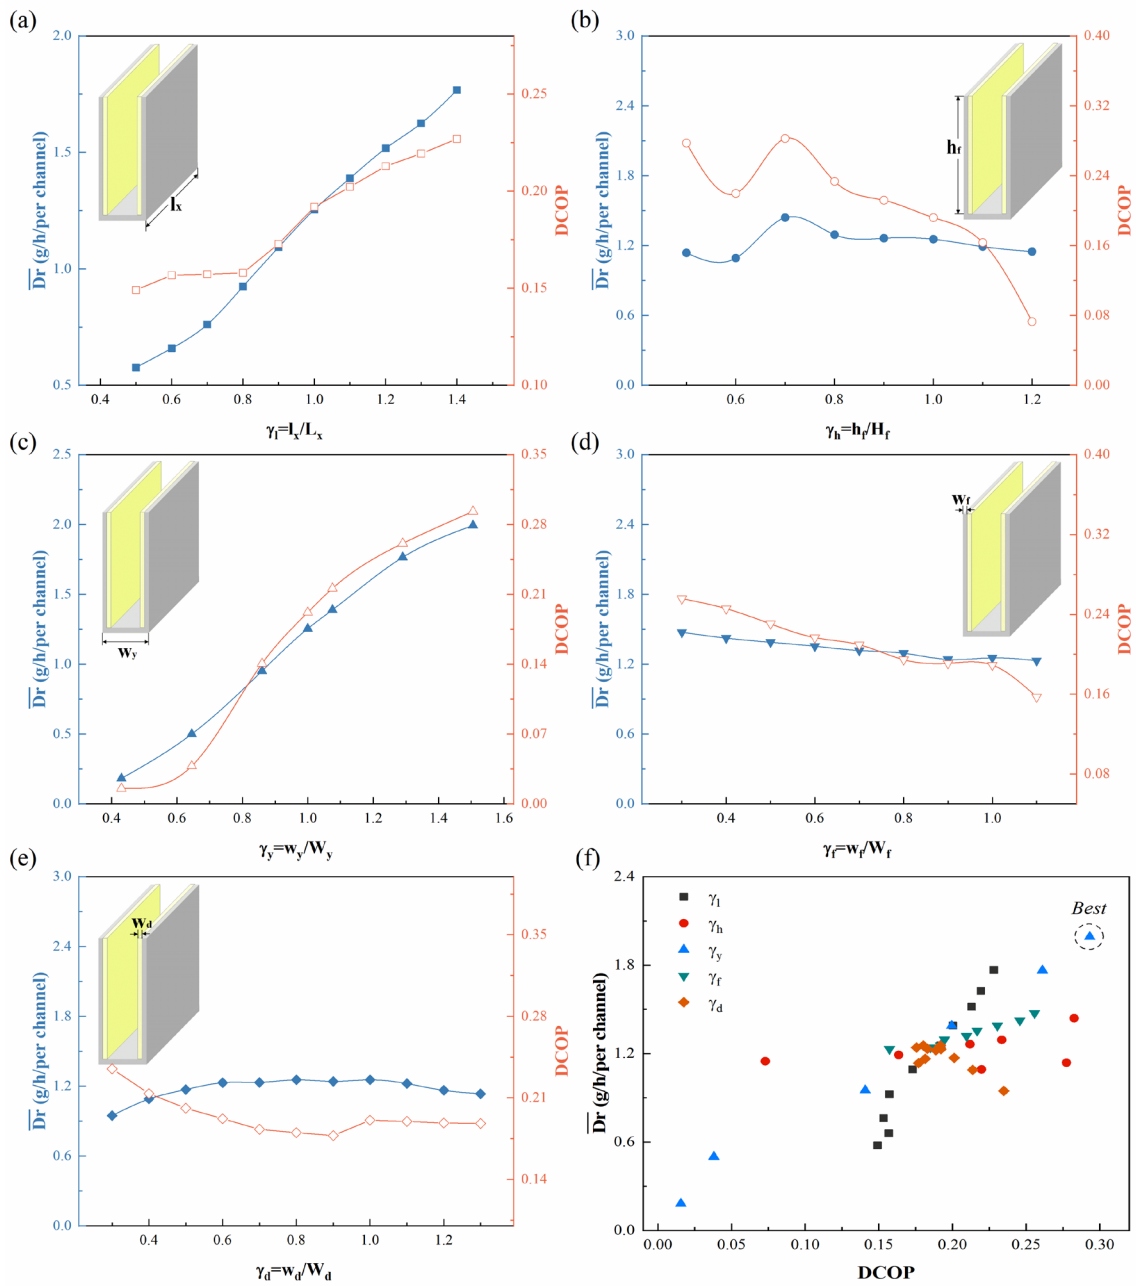 (a)
2.0
1.5
1.0
0.5
D̅r̅ (g/h/per channel)
0.25
0.20
0.15
0.10
DCOP
lx
0.4 0.6 0.8 1.0 1.2 1.4
γl=lx/Lx
(b)
3.0
2.4
1.8
1.2
0.6
0.0
D̅r̅ (g/h/per channel)
0.40
0.32
0.24
0.16
0.08
0.00
DCOP
hf
0.6 0.8 1.0 1.2
γh=hf/Hf
(c)
2.5
2.0
1.5
1.0
0.5
0.0
D̅r̅ (g/h/per channel)
0.35
0.28
0.21
0.14
0.07
0.00
DCOP
wy
0.4 0.6 0.8 1.0 1.2 1.4 1.6
γy=wy/Wy
(d)
3.0
2.4
1.8
1.2
0.6
0.0
D̅r̅ (g/h/per channel)
0.40
0.32
0.24
0.16
0.08
DCOP
wf
0.4 0.6 0.8 1.0
γf=wf/Wf
(e)
3.0
2.4
1.8
1.2
0.6
0.0
D̅r̅ (g/h/per channel)
0.35
0.28
0.21
0.14
DCOP
wd
0.4 0.6 0.8 1.0 1.2
γd=wd/Wd
(f)
2.4
1.8
1.2
0.6
0.0
D̅r̅ (g/h/per channel)
γl
γh
γy
γf
γd
Best
0.00 0.05 0.10 0.15 0.20 0.25 0.30
DCOP